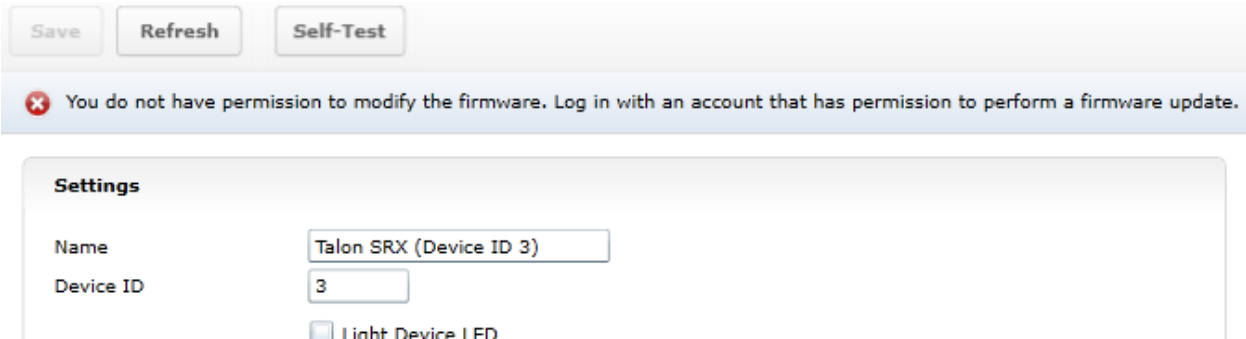 Save Refresh Self-Test
You do not have permission to modify the firmware. Log in with an account that has permission to perform a firmware update.
Settings
Name Talon SRX (Device ID 3)
Device ID 3
Light Device LED